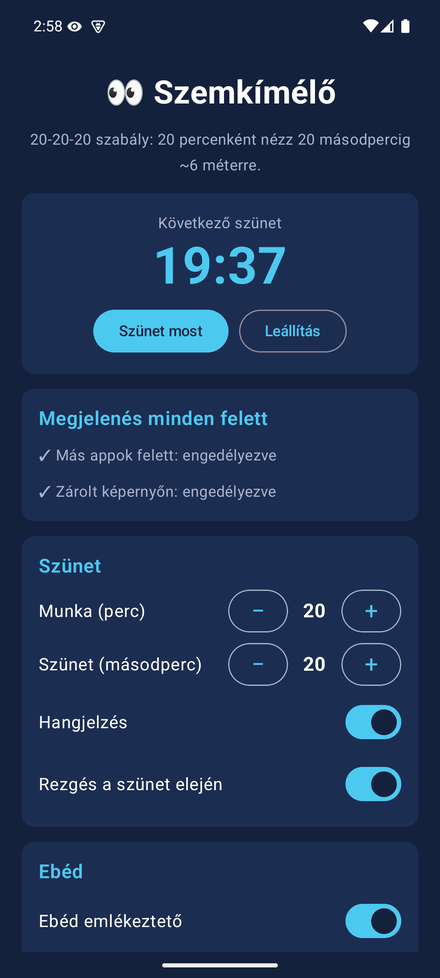 2:58
👀 Szemkímélő
20-20-20 szabály: 20 percenként nézz 20 másodpercig
~6 méterre.
Következő szünet
19:37
Szünet most Leállítás
Megjelenés minden felett
✓ Más appok felett: engedélyezve
✓ Zárolt képernyőn: engedélyezve
Szünet
Munka (perc) − 20 +
Szünet (másodperc) − 20 +
Hangjelzés
Rezgés a szünet elején
Ebéd
Ebéd emlékeztető